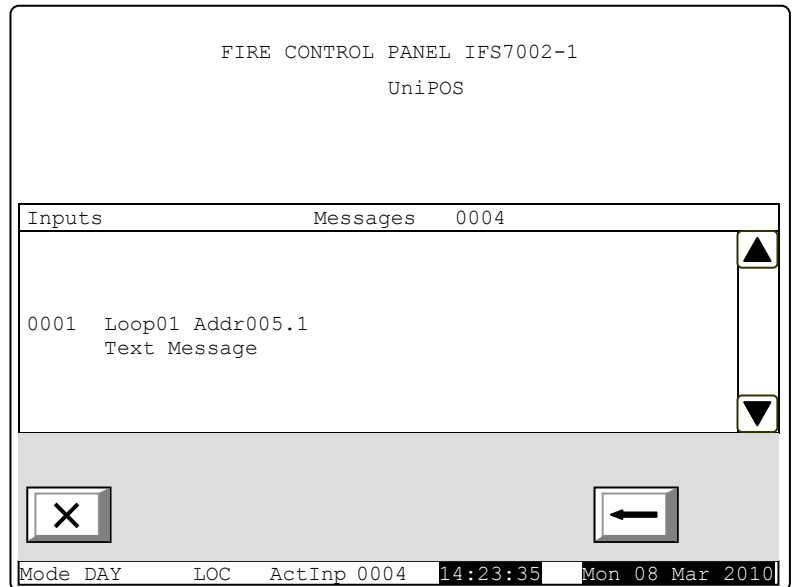 FIRE CONTROL PANEL IFS7002-1
UniPOS
Inputs Messages 0004
0001 Loop01 Addr005.1
Text Message
Mode DAY LOC ActInp 0004 14:23:35 Mon 08 Mar 2010